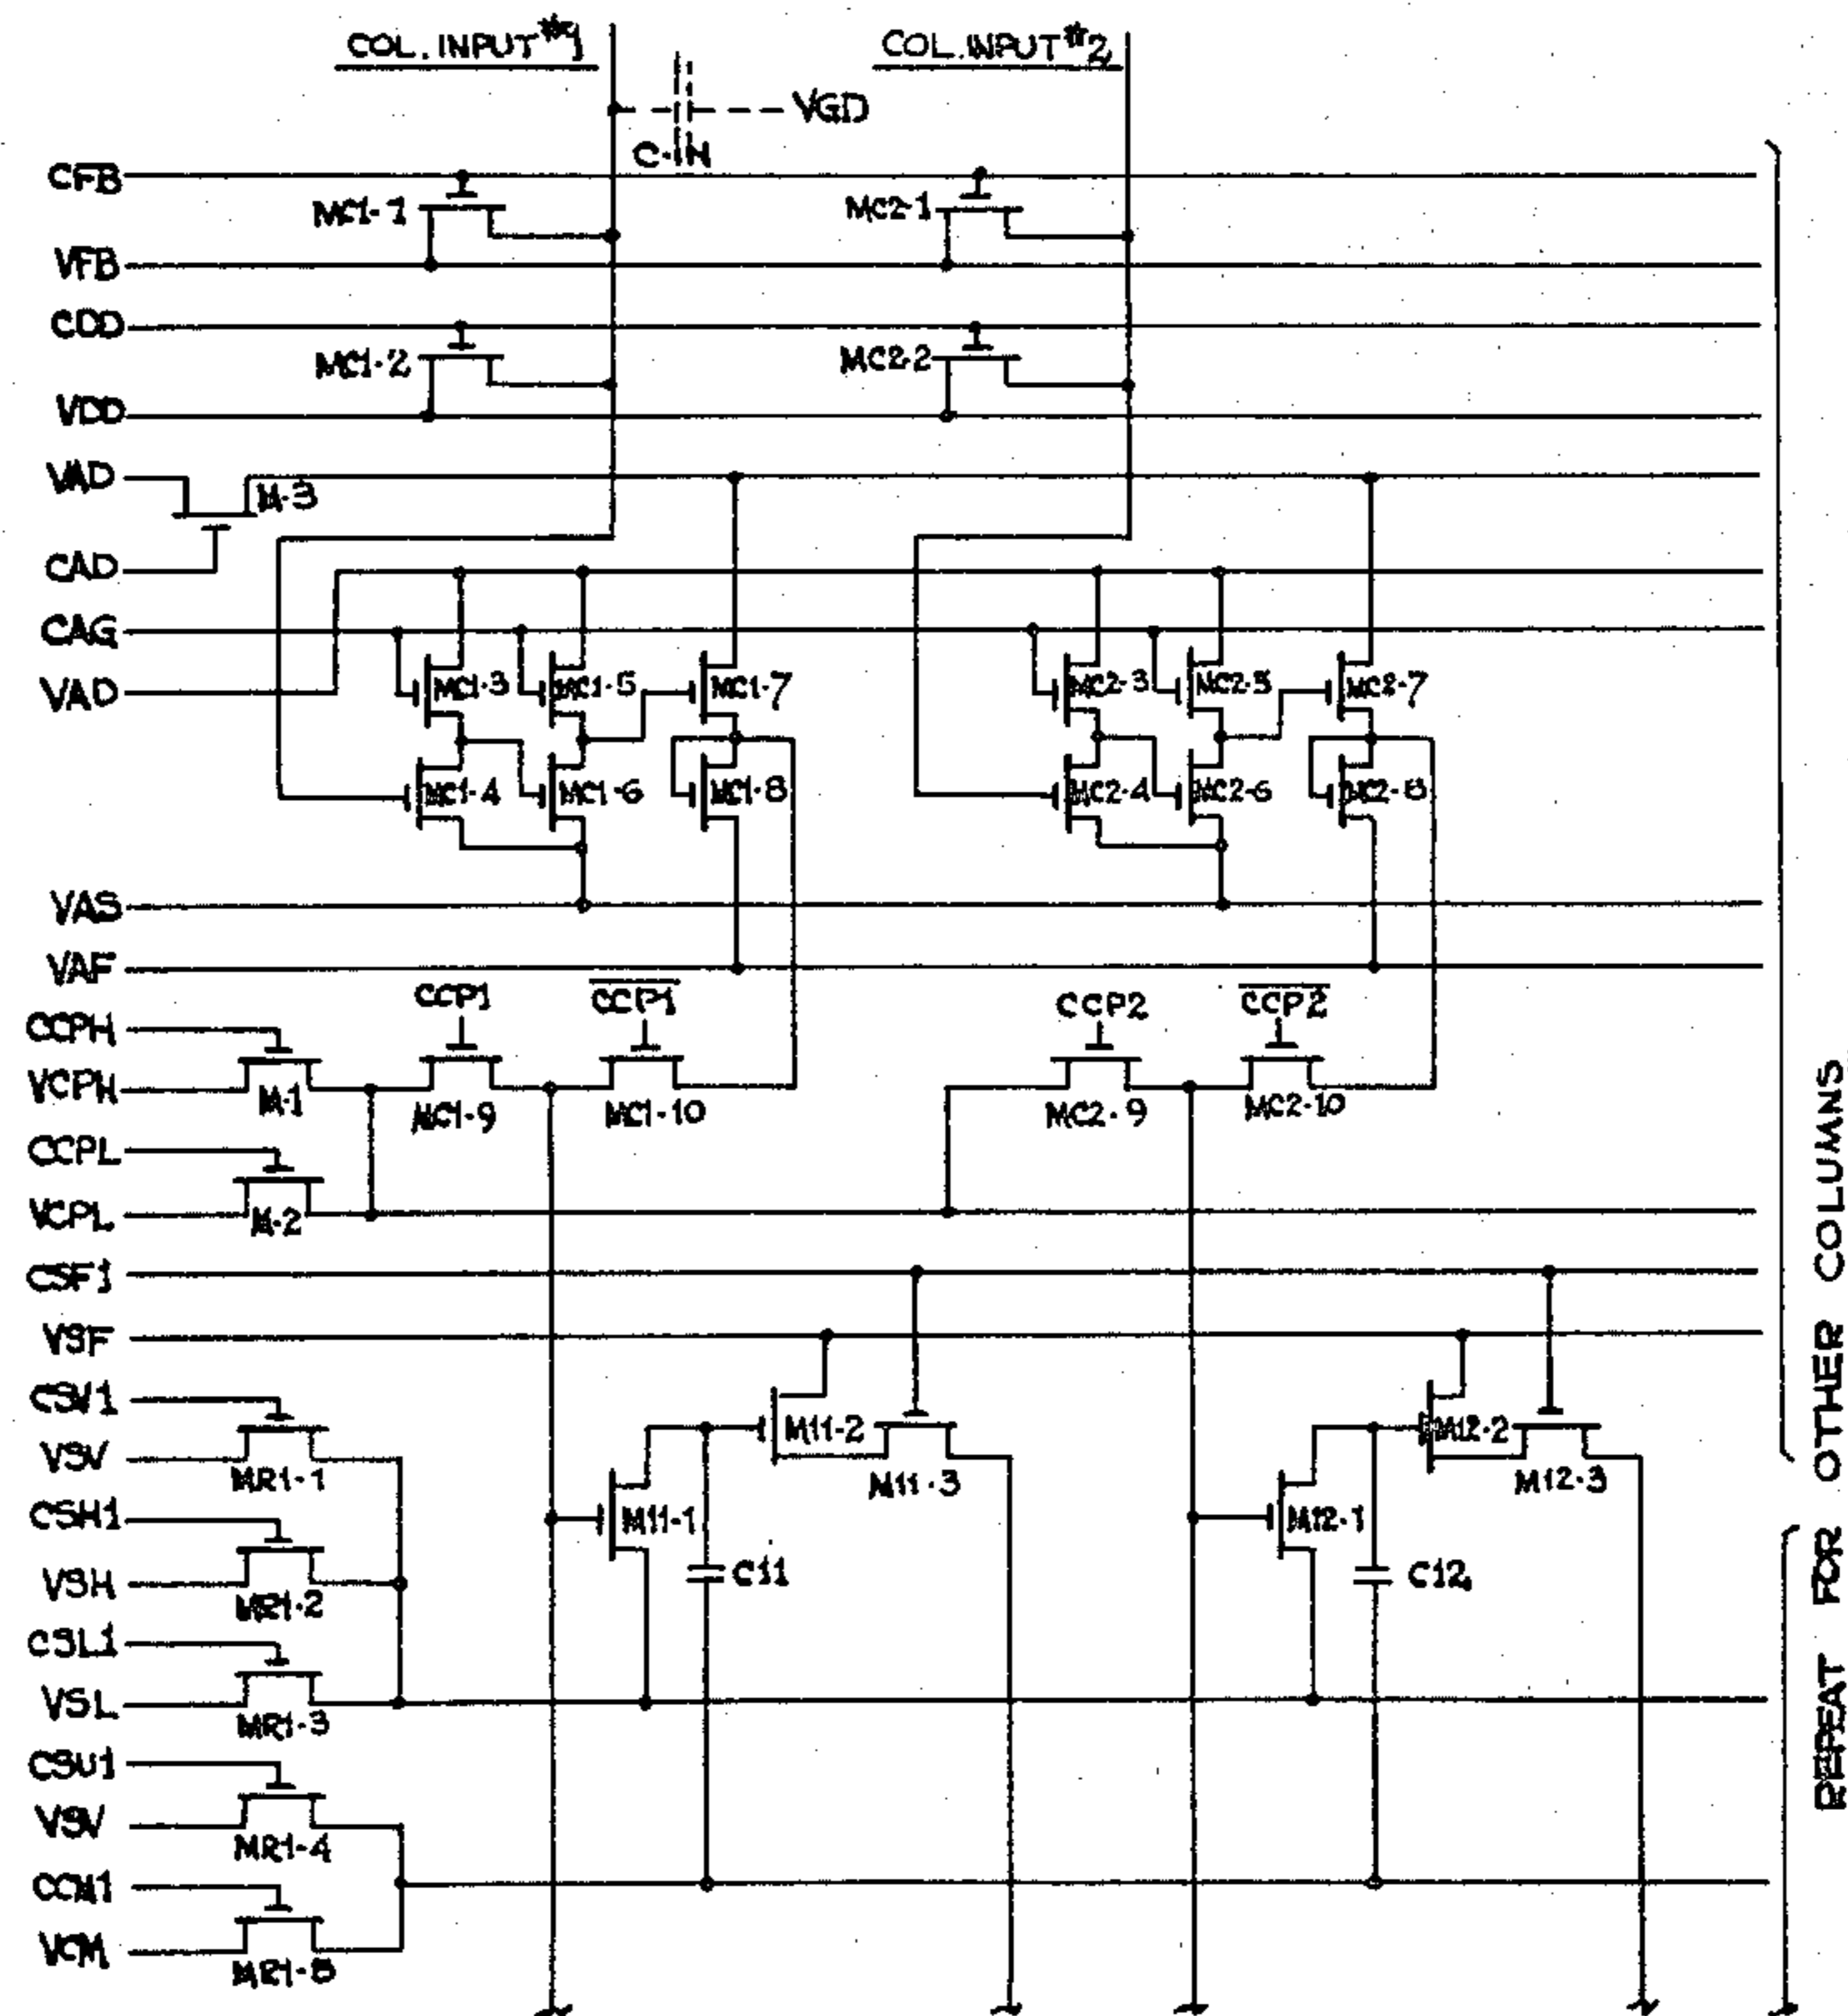 COL. INPUT #1
COL. INPUT #2
VGD
C-IN
CFB
MC1-1
MC2-1
VFB
CDD
MC1-2
MC2-2
VDD
VAD
M-3
CAD
CAG
VAD
MC1-3
MC1-5
MC1-7
MC2-3
MC2-5
MC2-7
MC1-4
MC1-6
MC1-8
MC2-4
MC2-6
MC2-8
VAS
VAF
CCP1
CCP1
CCP2
CCP2
CCPH
VCPH
M-1
MC1-9
MC1-10
MC2-9
MC2-10
CCPL
VCPL
M-2
CSF1
VSF
CSV1
VSV
MR1-1
M11-2
M11-3
M12-2
M12-3
CSH1
M11-1
M12-1
VSH
MR1-2
C11
C12
CSL1
VSL
MR1-3
CSU1
VSV
MR1-4
CCM1
VCM
MR1-5
REPEAT FOR OTHER COLUMNS